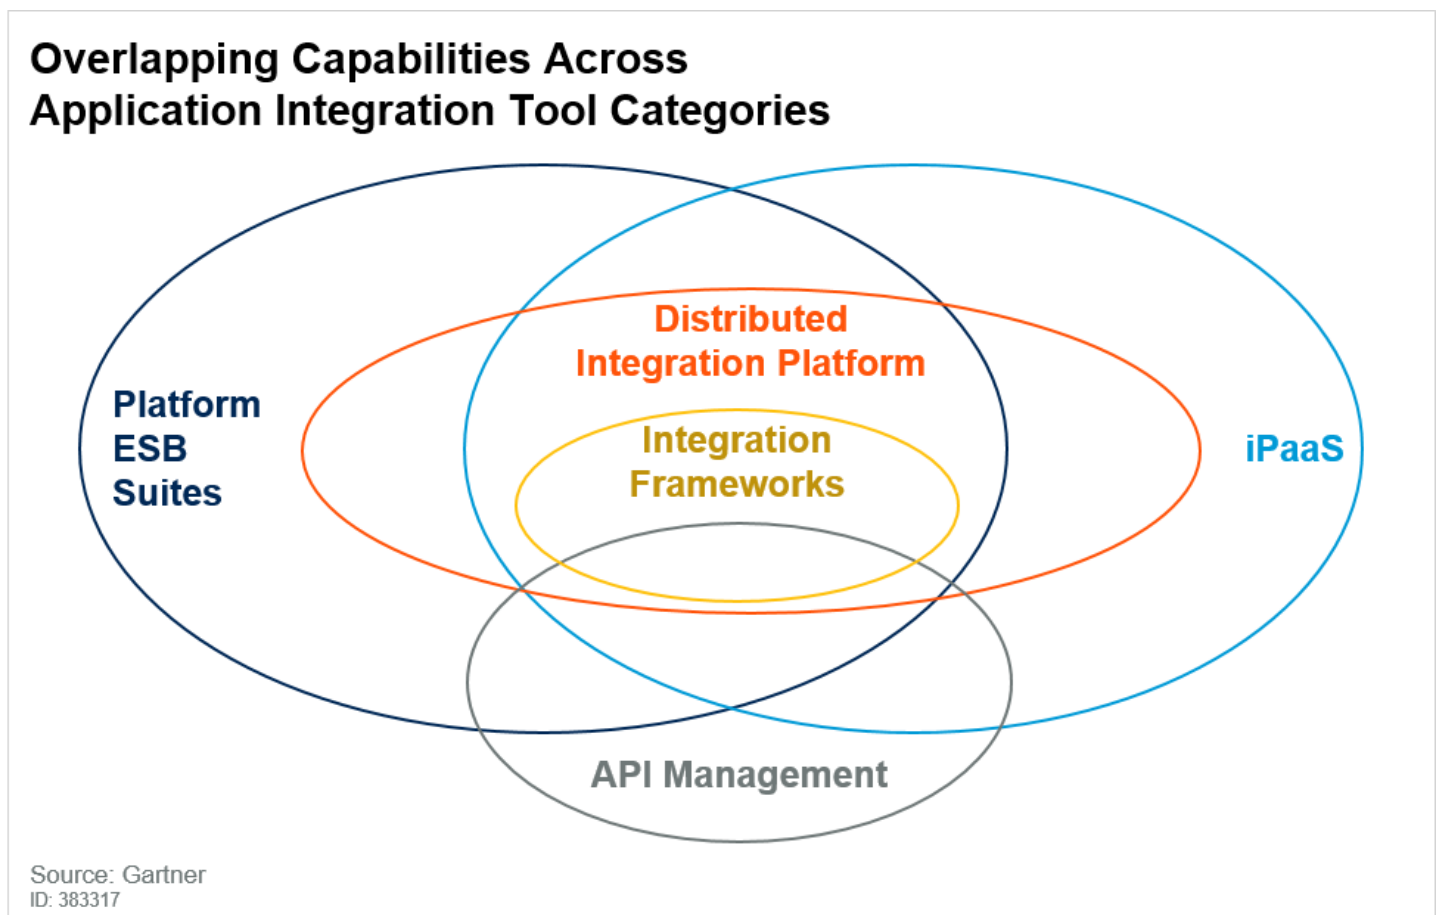 Overlapping Capabilities Across
Application Integration Tool Categories
Distributed
Integration Platform
Platform
ESB
Suites
Integration
Frameworks
iPaaS
API Management
Source: Gartner
ID: 383317